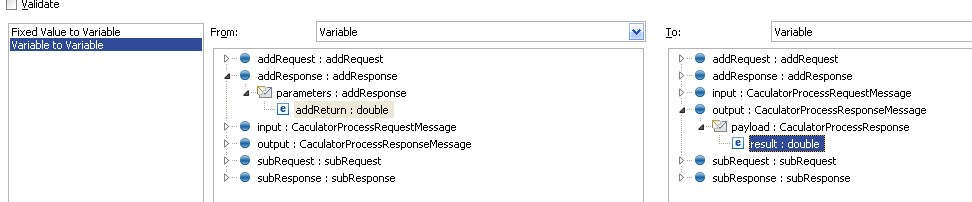 Validate
Fixed Value to Variable
Variable to Variable
From:
Variable
addRequest : addRequest
addResponse : addResponse
parameters : addResponse
addReturn : double
input : CaculatorProcessRequestMessage
output : CaculatorProcessResponseMessage
subRequest : subRequest
subResponse : subResponse
To:
Variable
addRequest : addRequest
addResponse : addResponse
input : CaculatorProcessRequestMessage
output : CaculatorProcessResponseMessage
payload : CaculatorProcessResponse
result : double
subRequest : subRequest
subResponse : subResponse